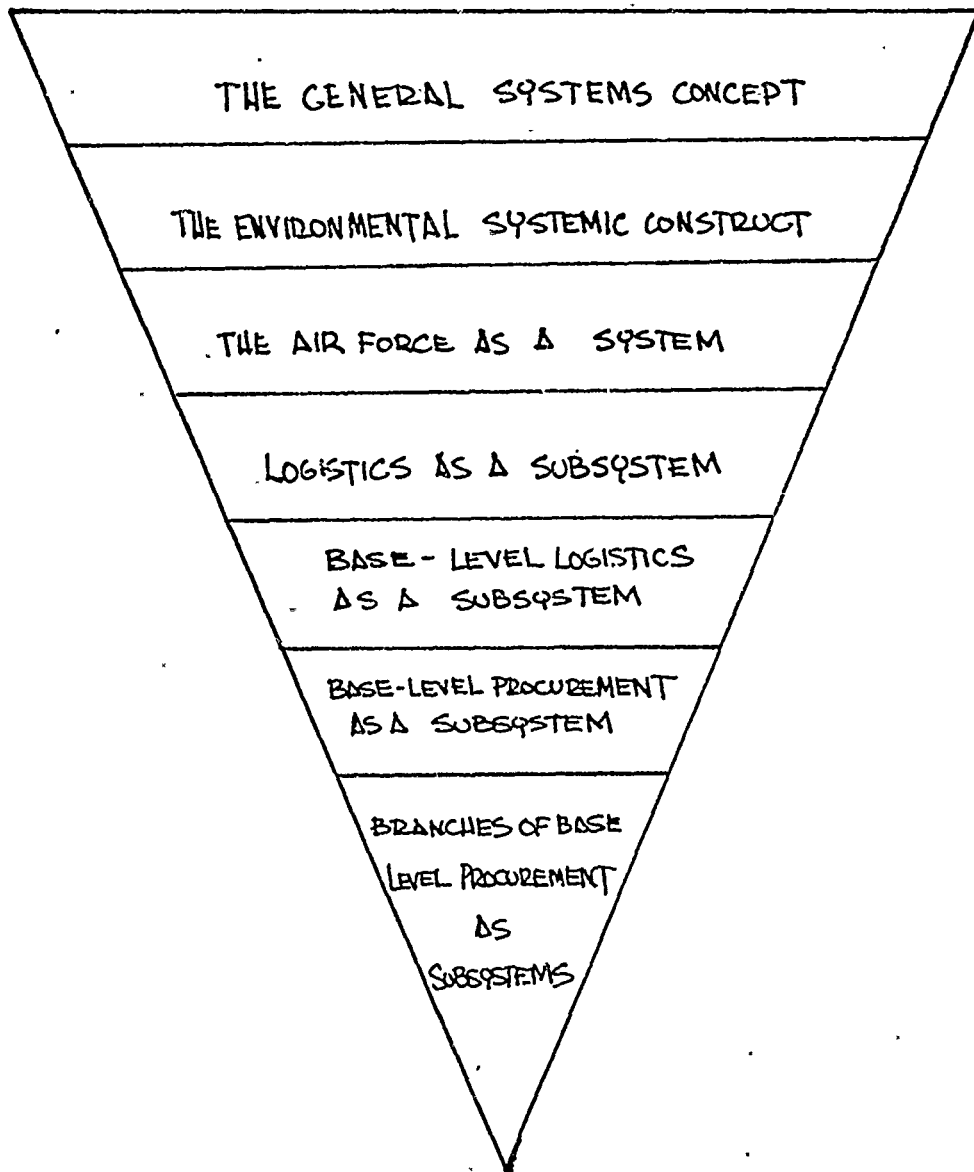 THE GENERAL SYSTEMS CONCEPT
THE ENVIRONMENTAL SYSTEMIC CONSTRUCT
THE AIR FORCE AS A SYSTEM
LOGISTICS AS A SUBSYSTEM
BASE-LEVEL LOGISTICS
AS A SUBSYSTEM
BASE-LEVEL PROCUREMENT
AS A SUBSYSTEM
BRANCHES OF BASE
LEVEL PROCUREMENT
AS
SUBSYSTEMS